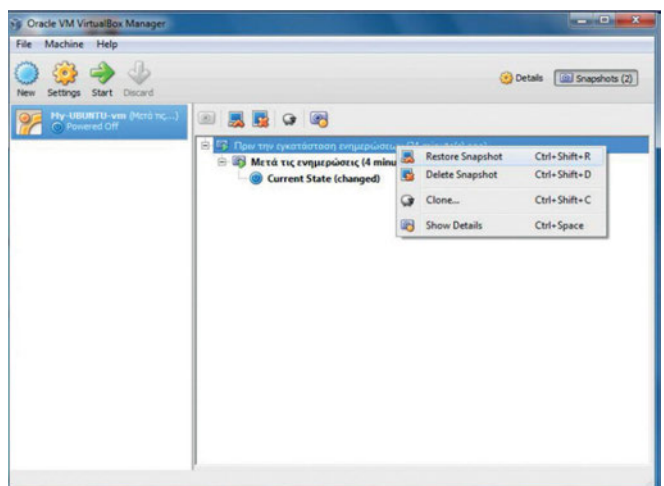 Oracle VM VirtualBox Manager
File Machine Help
New Settings Start Discard
Details Snapshots (2)
My-UBUNTU-vm (Μετά τις...)
Powered Off
Πριν την εγκατάσταση ενημερώσεων
Μετά τις ενημερώσεις (4 minu
Current State (changed)
Restore Snapshot Ctrl+Shift+R
Delete Snapshot Ctrl+Shift+D
Clone... Ctrl+Shift+C
Show Details Ctrl+Space